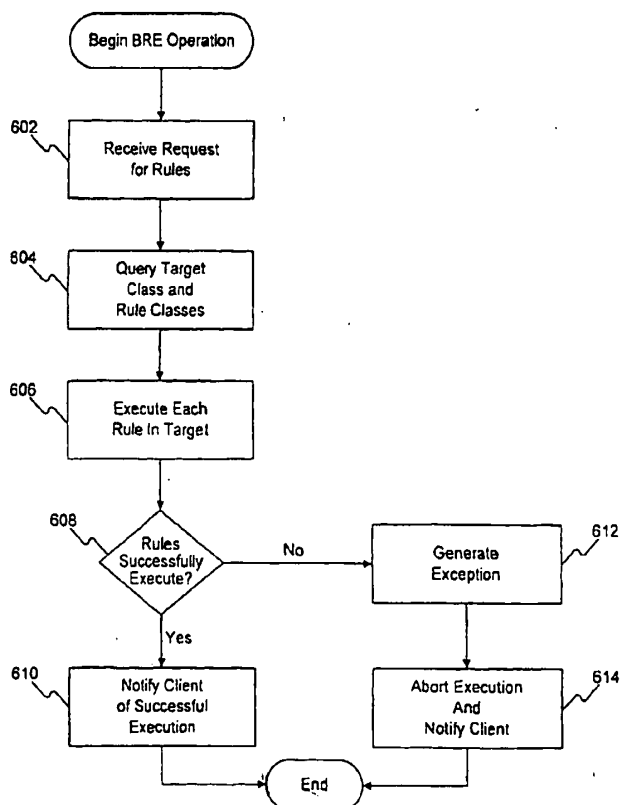 Begin BRE Operation
602
Receive Request
for Rules
604
Query Target
Class and
Rule Classes
606
Execute Each
Rule In Target
608
Rules
Successfully
Execute?
No
612
Generate
Exception
Yes
610
Notify Client
of Successful
Execution
Abort Execution
And
Notify Client
614
End